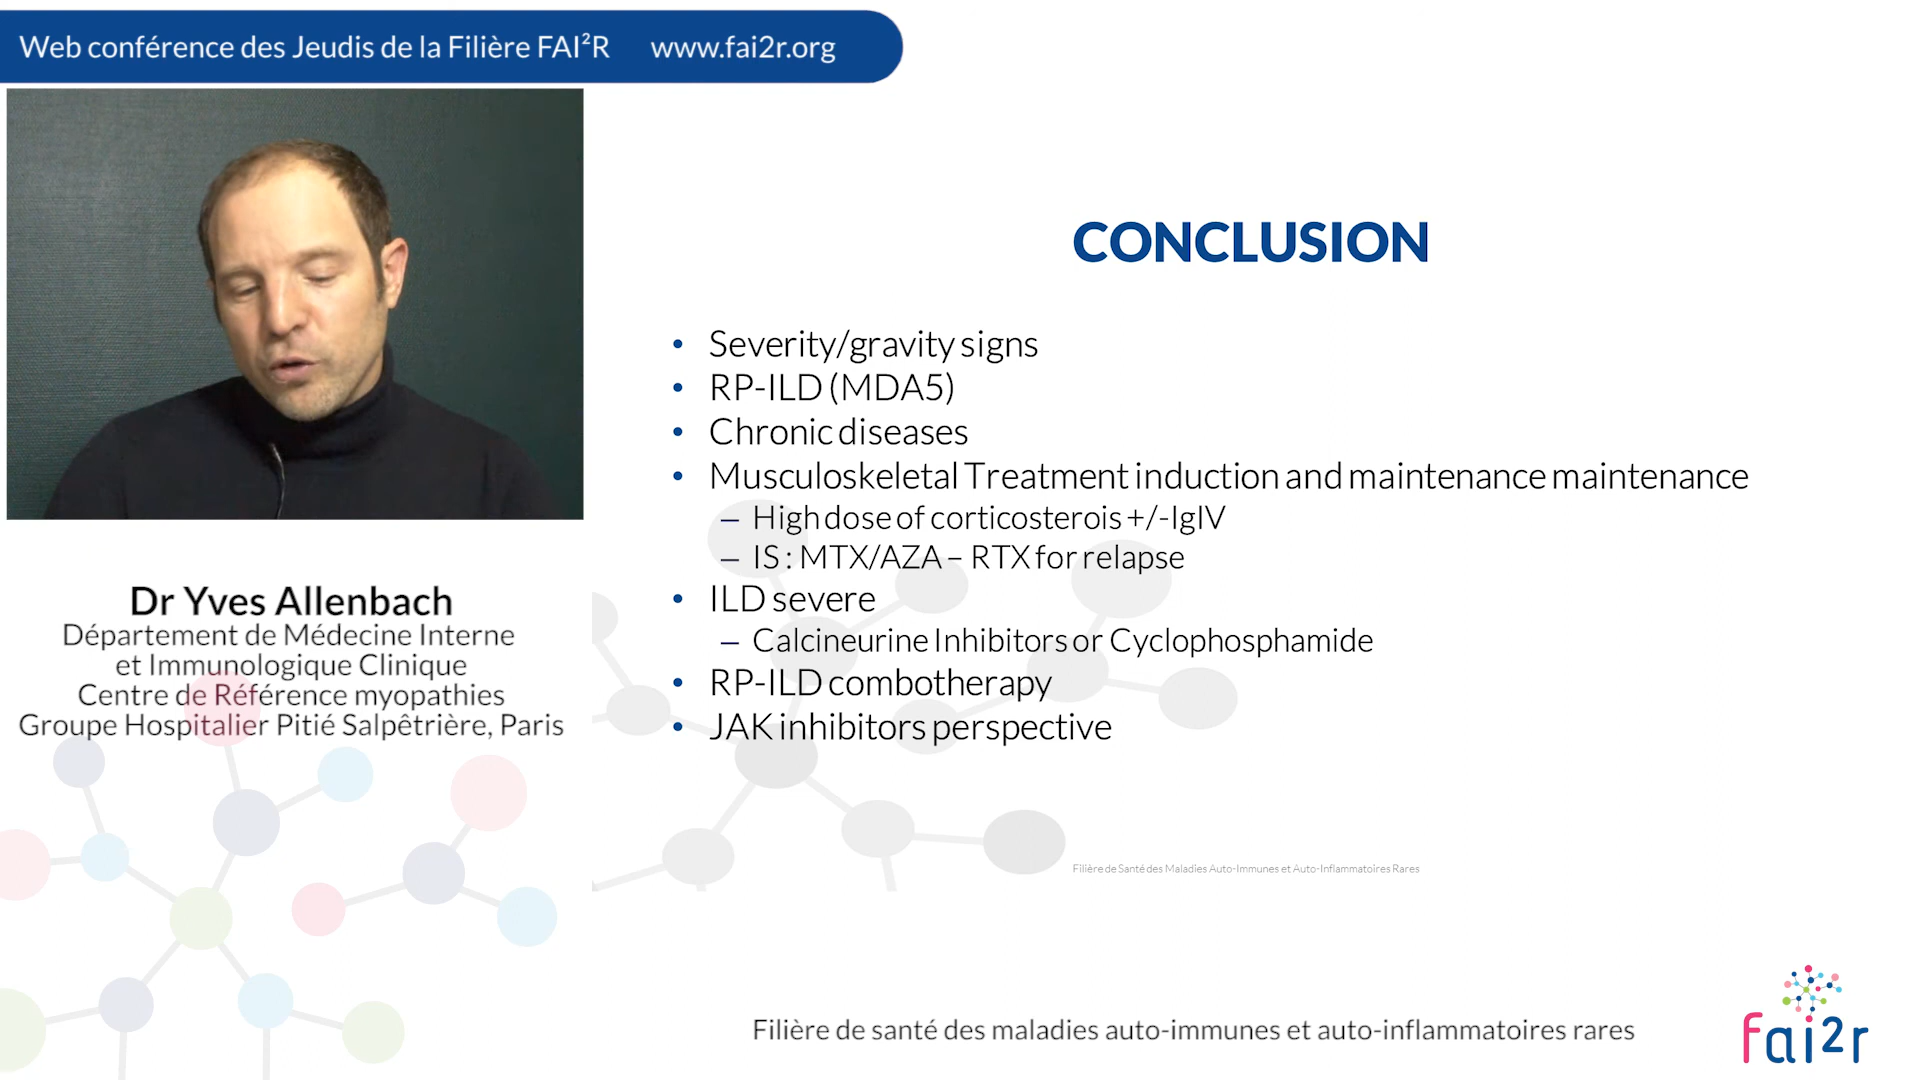 Web conférence des Jeudis de la Filière FAI²R www.fai2r.org
Dr Yves Allenbach
Département de Médecine Interne
et Immunologique Clinique
Centre de Référence myopathies
Groupe Hospitalier Pitié Salpêtrière, Paris
CONCLUSION
• Severity/gravity signs
• RP-ILD (MDA5)
• Chronic diseases
• Musculoskeletal Treatment induction and maintenance maintenance
– High dose of corticosterois +/-IgIV
– IS : MTX/AZA – RTX for relapse
• ILD severe
– Calcineurine Inhibitors or Cyclophosphamide
• RP-ILD combotherapy
• JAK inhibitors perspective
Filière de Santé des Maladies Auto-Immunes et Auto-Inflammatoires Rares
Filière de santé des maladies auto-immunes et auto-inflammatoires rares
fai2r